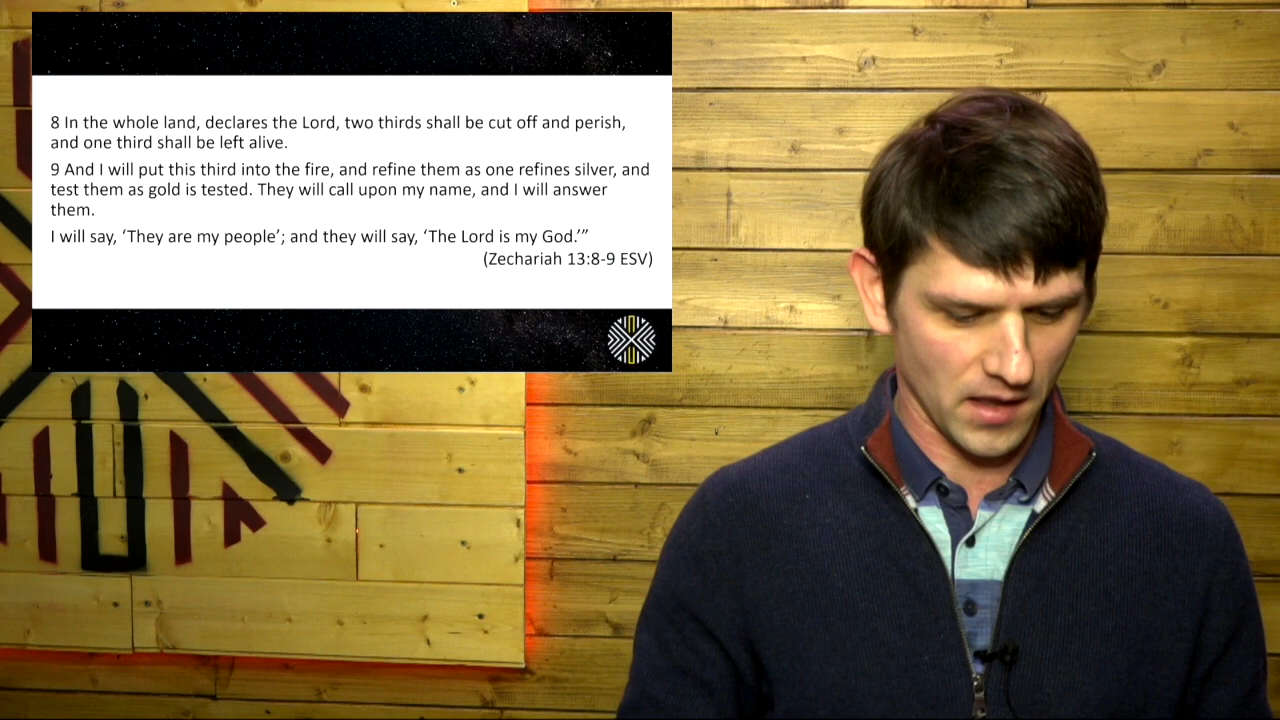 8 In the whole land, declares the Lord, two thirds shall be cut off and perish,
and one third shall be left alive.
9 And I will put this third into the fire, and refine them as one refines silver, and
test them as gold is tested. They will call upon my name, and I will answer
them.
I will say, ‘They are my people’; and they will say, ‘The Lord is my God.’”
(Zechariah 13:8-9 ESV)